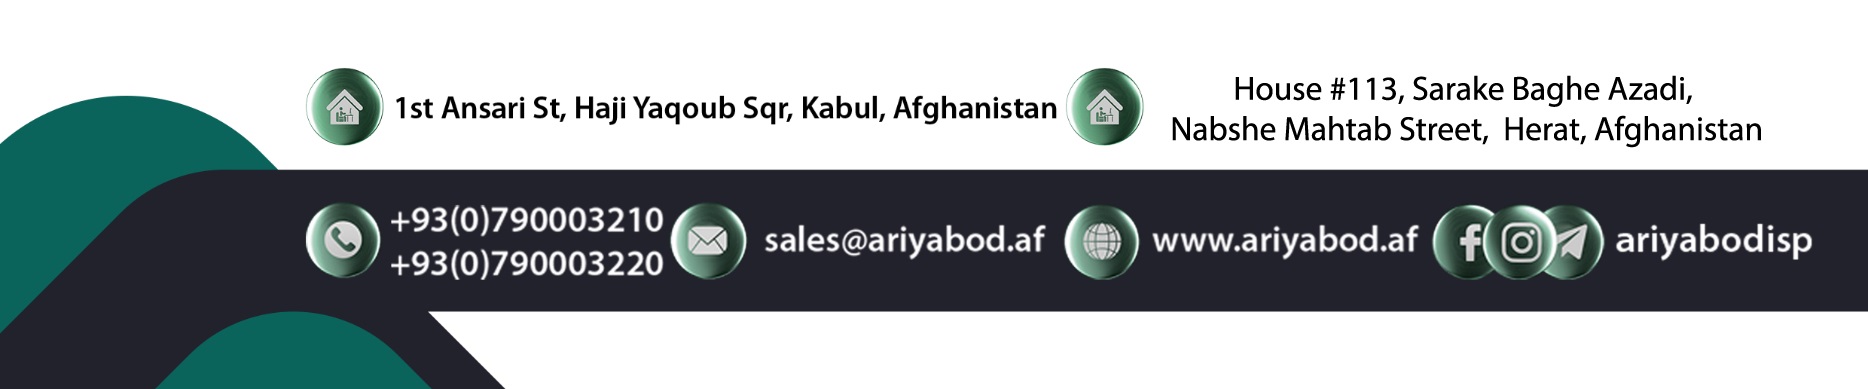 1st Ansari St, Haji Yaqoub Sqr, Kabul, Afghanistan
House #113, Sarake Baghe Azadi,
Nabshe Mahtab Street,  Herat, Afghanistan
+93(0)790003210
+93(0)790003220
sales@ariyabod.af
www.ariyabod.af
ariyabodisp